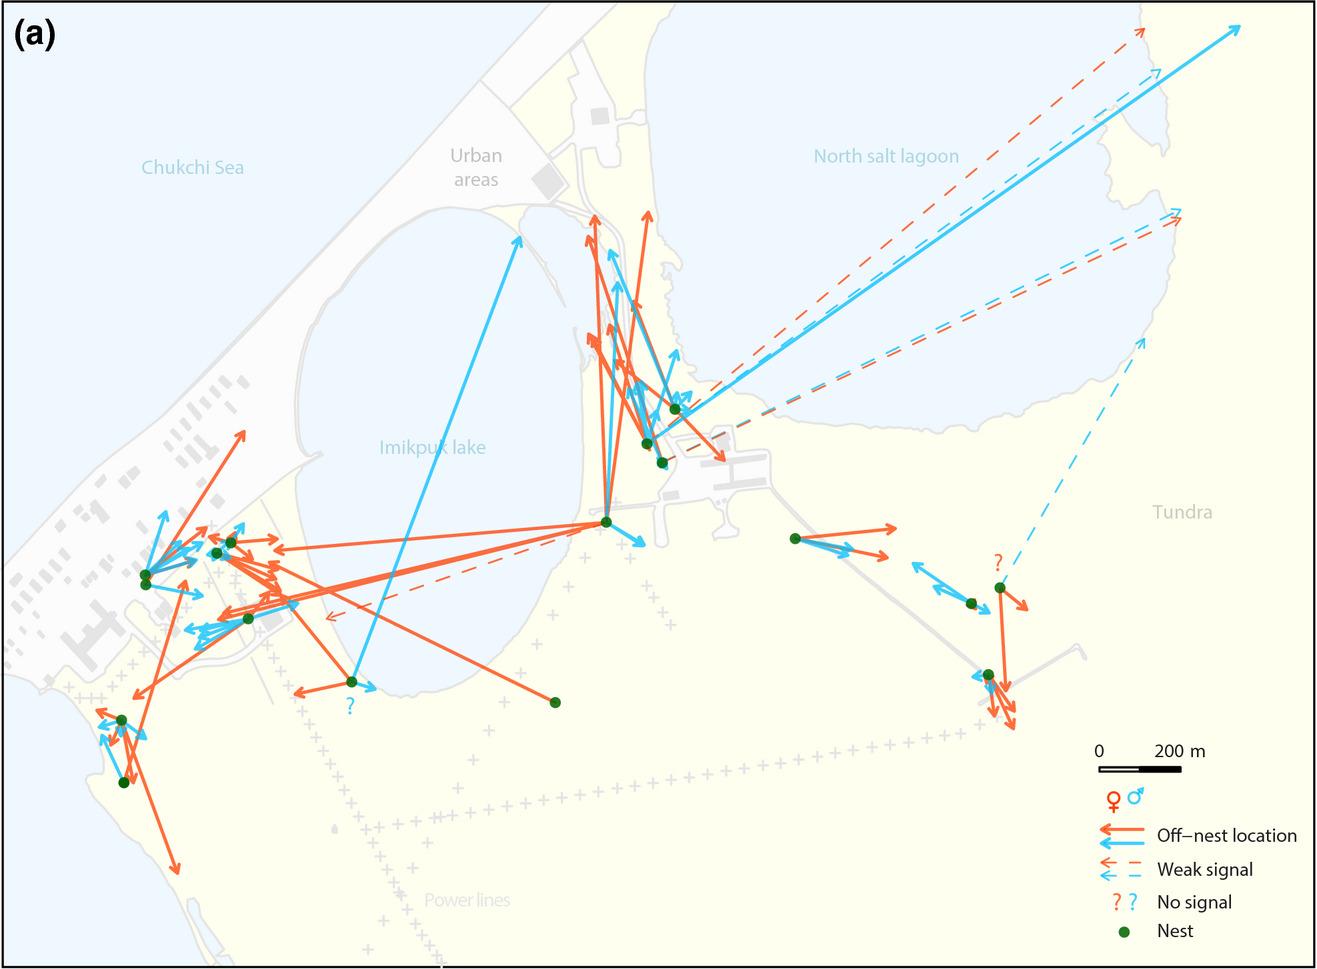 (a)
Chukchi Sea
Urban
areas
North salt lagoon
Imikpuk lake
Tundra
?
?
0 200 m
♀ ♂
Off–nest location
Weak signal
? ? No signal
Nest
Power lines